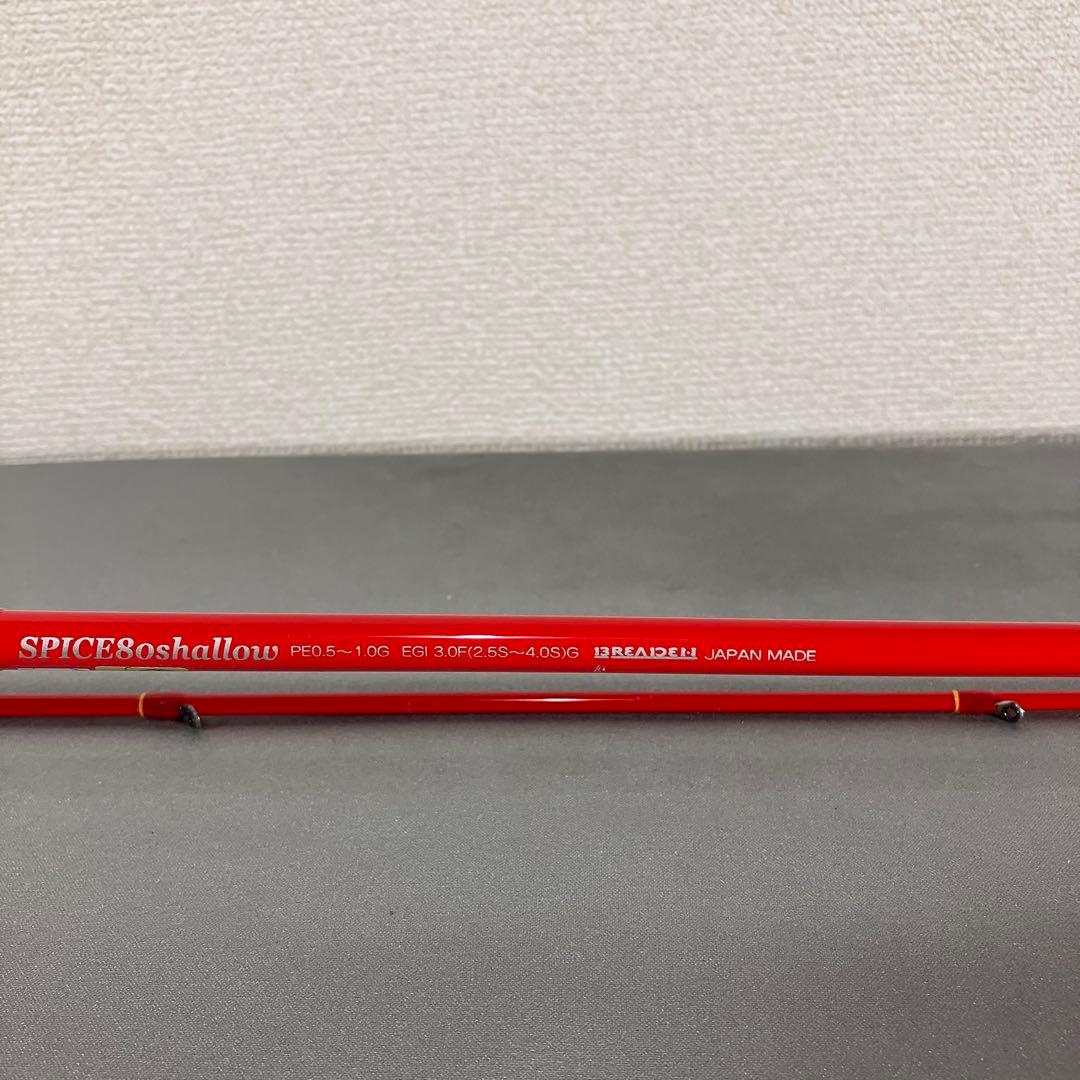 SPICE80shallow PE0.5〜1.0G EGI 3.0F(2.5S〜4.0S)G BREADEN JAPAN MADE